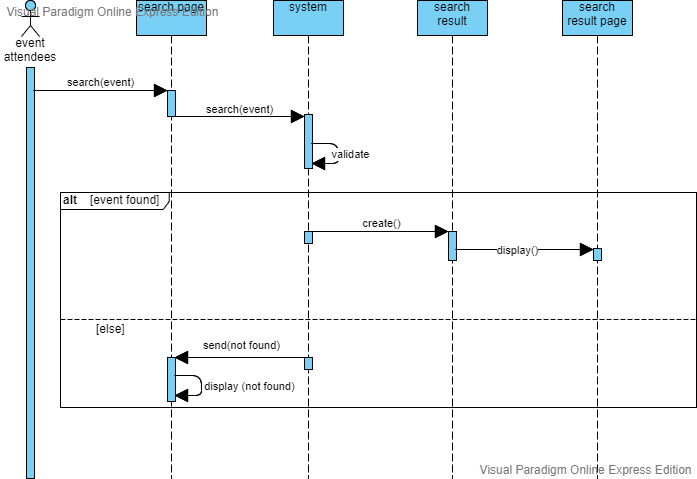 Visual Paradigm Online Express Edition
search page
system
search
result
search
result page
event
attendees
search(event)
search(event)
validate
alt [event found]
create()
display()
[else]
send(not found)
display (not found)
Visual Paradigm Online Express Edition